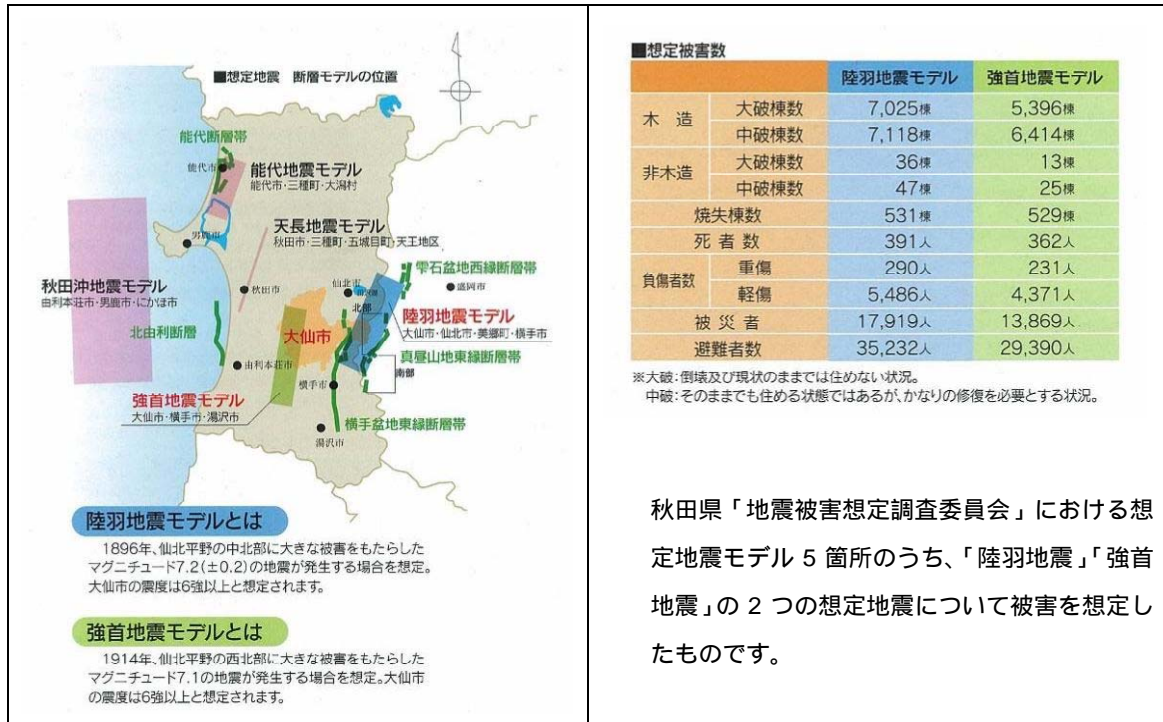 ■想定地震 断層モデルの位置
能代断層帯
能代市
能代地震モデル
能代市・三種町・大潟村
天長地震モデル
秋田市・三種町・五城目町・天王地区
男鹿市
秋田沖地震モデル
由利本荘市・男鹿市・にかほ市
秋田市
仙北市
雫石盆地西縁断層帯
盛岡市
北部
陸羽地震モデル
大仙市・仙北市・美郷町・横手市
大仙市
北由利断層
真昼山地東縁断層帯
南部
由利本荘市
横手市
強首地震モデル
大仙市・横手市・湯沢市
横手盆地東縁断層帯
湯沢市
陸羽地震モデルとは
1896年、仙北平野の中北部に大きな被害をもたらした
マグニチュード7.2(±0.2)の地震が発生する場合を想定。
大仙市の震度は6強以上と想定されます。
強首地震モデルとは
1914年、仙北平野の西北部に大きな被害をもたらした
マグニチュード7.1の地震が発生する場合を想定。大仙市
の震度は6強以上と想定されます。
■想定被害数
陸羽地震モデル 強首地震モデル
木造 大破棟数 7,025棟 5,396棟
中破棟数 7,118棟 6,414棟
非木造 大破棟数 36棟 13棟
中破棟数 47棟 25棟
焼失棟数 531棟 529棟
死者数 391人 362人
負傷者数 重傷 290人 231人
軽傷 5,486人 4,371人
被災者 17,919人 13,869人
避難者数 35,232人 29,390人
※大破:倒壊及び現状のままでは住めない状況。
中破:そのままでも住める状態ではあるが、かなりの修復を必要とする状況。
秋田県「地震被害想定調査委員会」における想
定地震モデル 5 箇所のうち、「陸羽地震」「強首
地震」の 2 つの想定地震について被害を想定し
たものです。